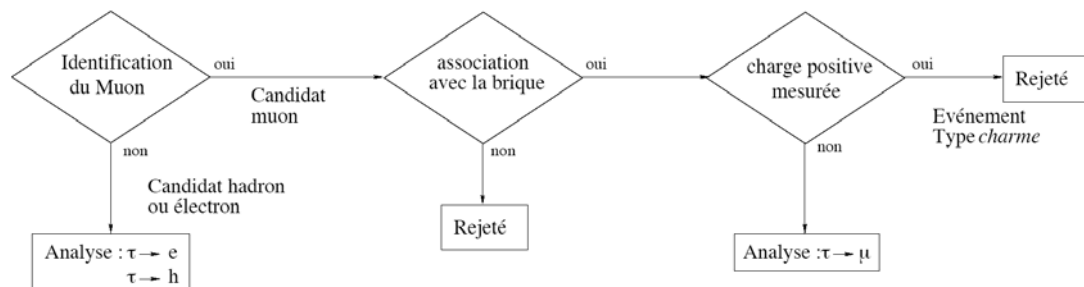 Identification
du Muon
oui
Candidat
muon
non
Candidat hadron
ou électron
Analyse : τ → e
τ → h
association
avec la brique
oui
non
Rejeté
charge positive
mesurée
oui
Rejeté
Evénement
Type charme
non
Analyse :τ → μ